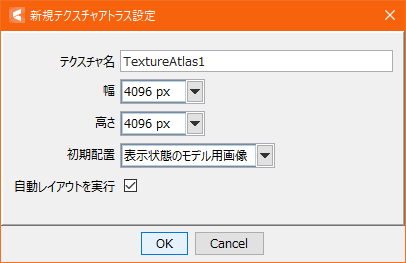 新規テクスチャアトラス設定
テクスチャ名 TextureAtlas1
幅 4096 px
高さ 4096 px
初期配置 表示状態のモデル用画像
自動レイアウトを実行
OK Cancel